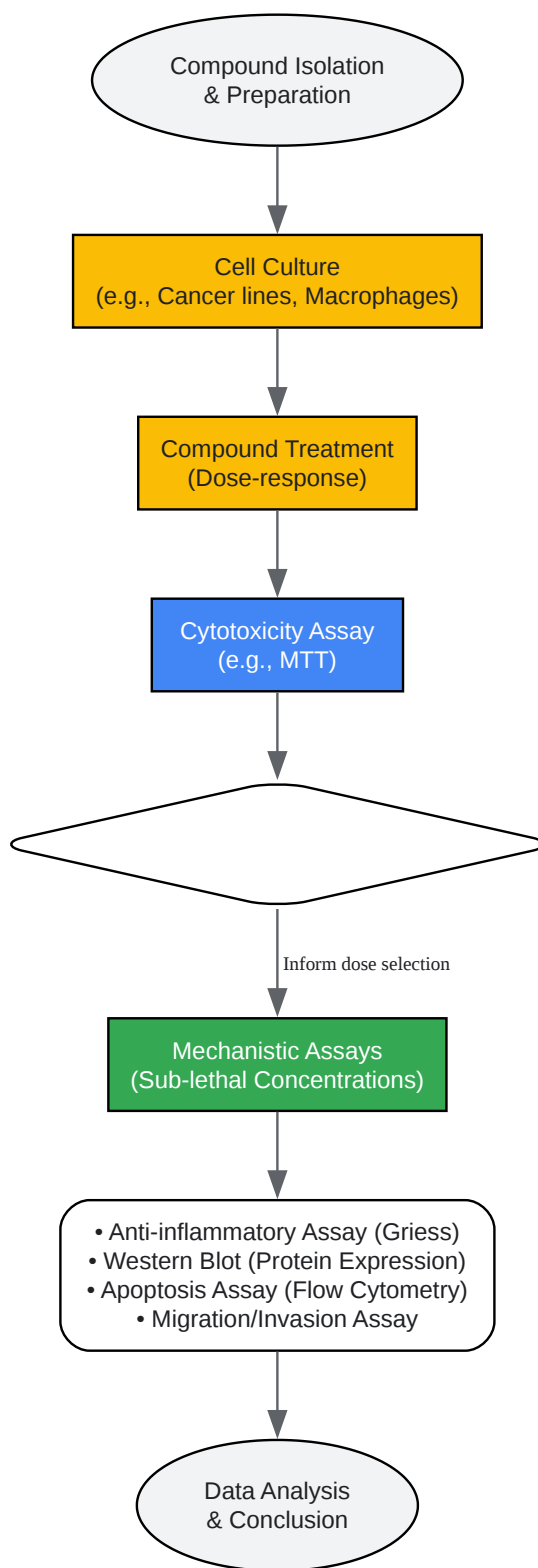 Compound Isolation
& Preparation
Cell Culture
(e.g., Cancer lines, Macrophages)
Compound Treatment
(Dose-response)
Cytotoxicity Assay
(e.g., MTT)
Inform dose selection
Mechanistic Assays
(Sub-lethal Concentrations)
• Anti-inflammatory Assay (Griess)
• Western Blot (Protein Expression)
• Apoptosis Assay (Flow Cytometry)
• Migration/Invasion Assay
Data Analysis
& Conclusion